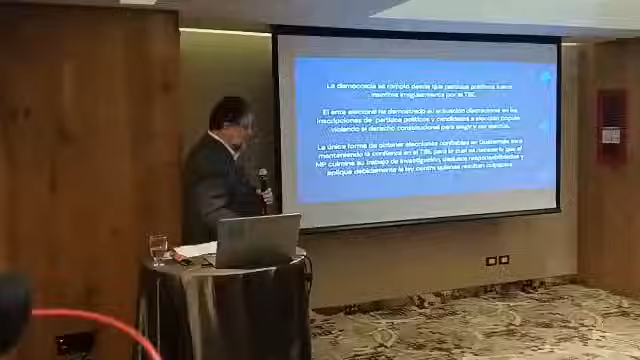 La democracia se rompió desde que partidos políticos fueron
inscritos irregularmente por el TSE.
El ente electoral ha demostrado su actuación discrecional en las
inscripciones de partidos políticos y candidatos a elección popular
violando el derecho constitucional para elegir y ser electos.
La única forma de obtener elecciones confiables en Guatemala será
manteniendo la confianza en el TSE, para lo cual es necesario que el
MP culmine su trabajo de investigación, deduzca responsabilidades y
aplique debidamente la ley contra quienes resulten culpables